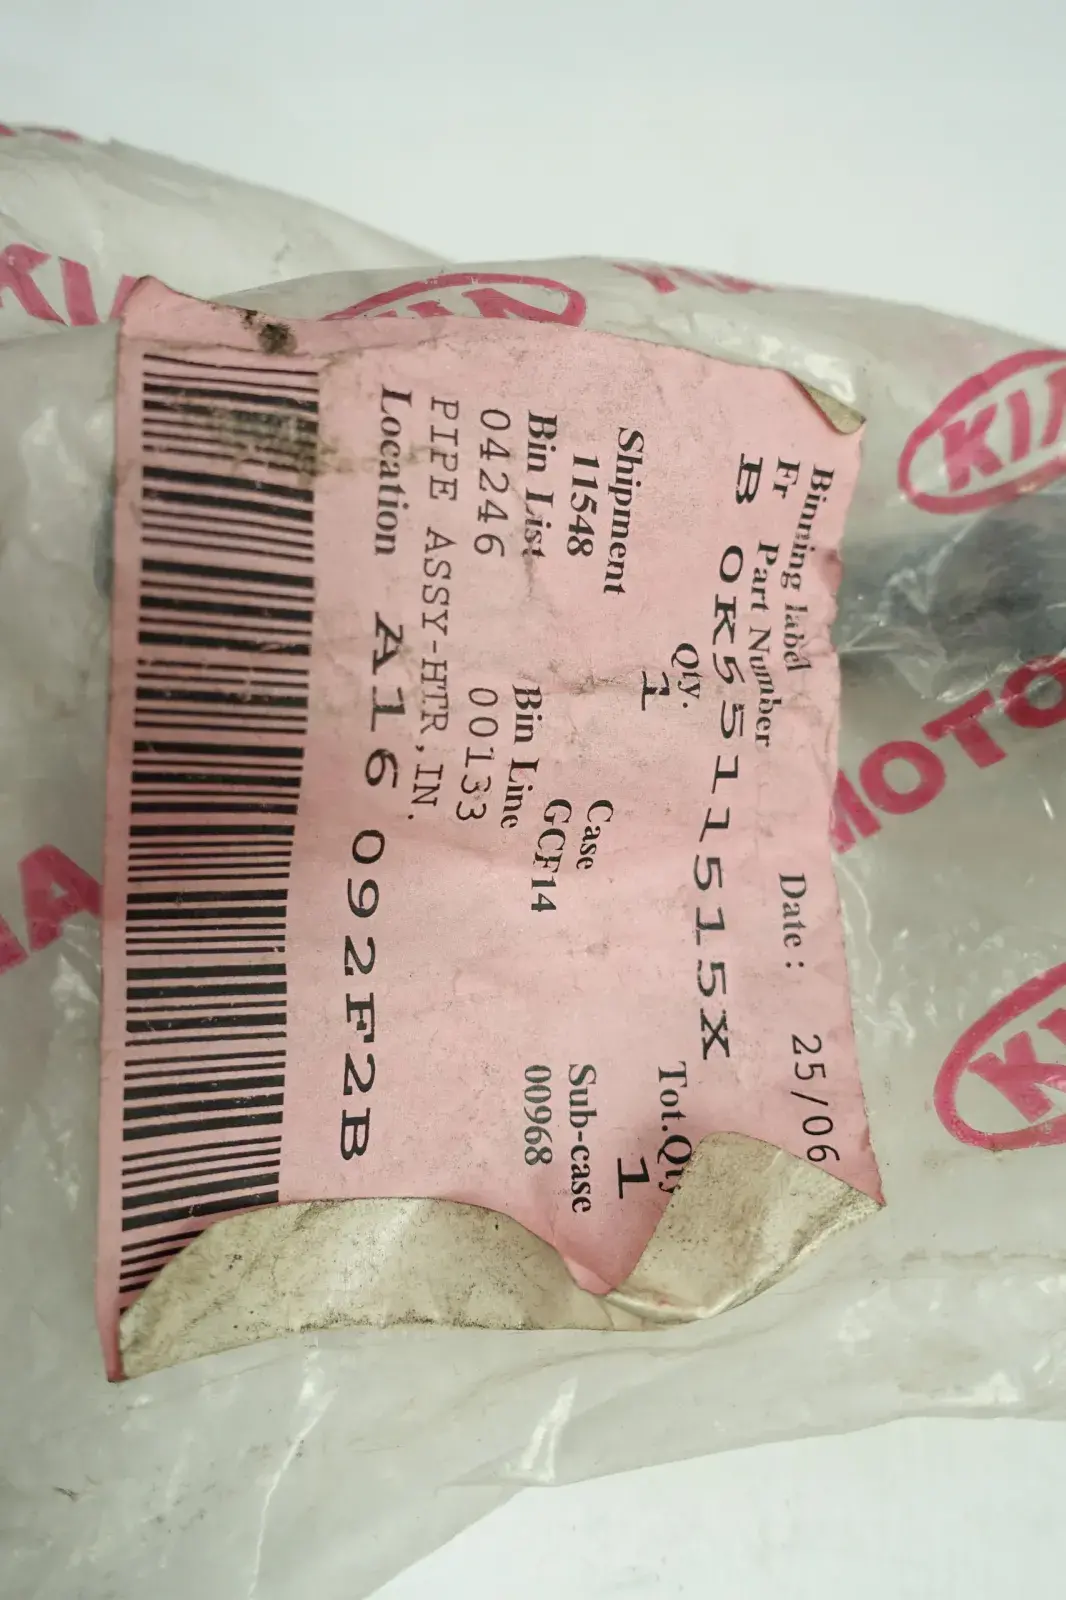 Binning label Date : 25/06
Fr Part Number
B 0K55115151X
Qty. Tot.Qty
1 1
Shipment Case Sub-case
11548 GCF14 00968
Bin List Bin Line
04246 00133
PIPE ASSY-HTR,IN.
Location A16 092F2B
KIA
KIA
KIA
KIA
KIA MOTO